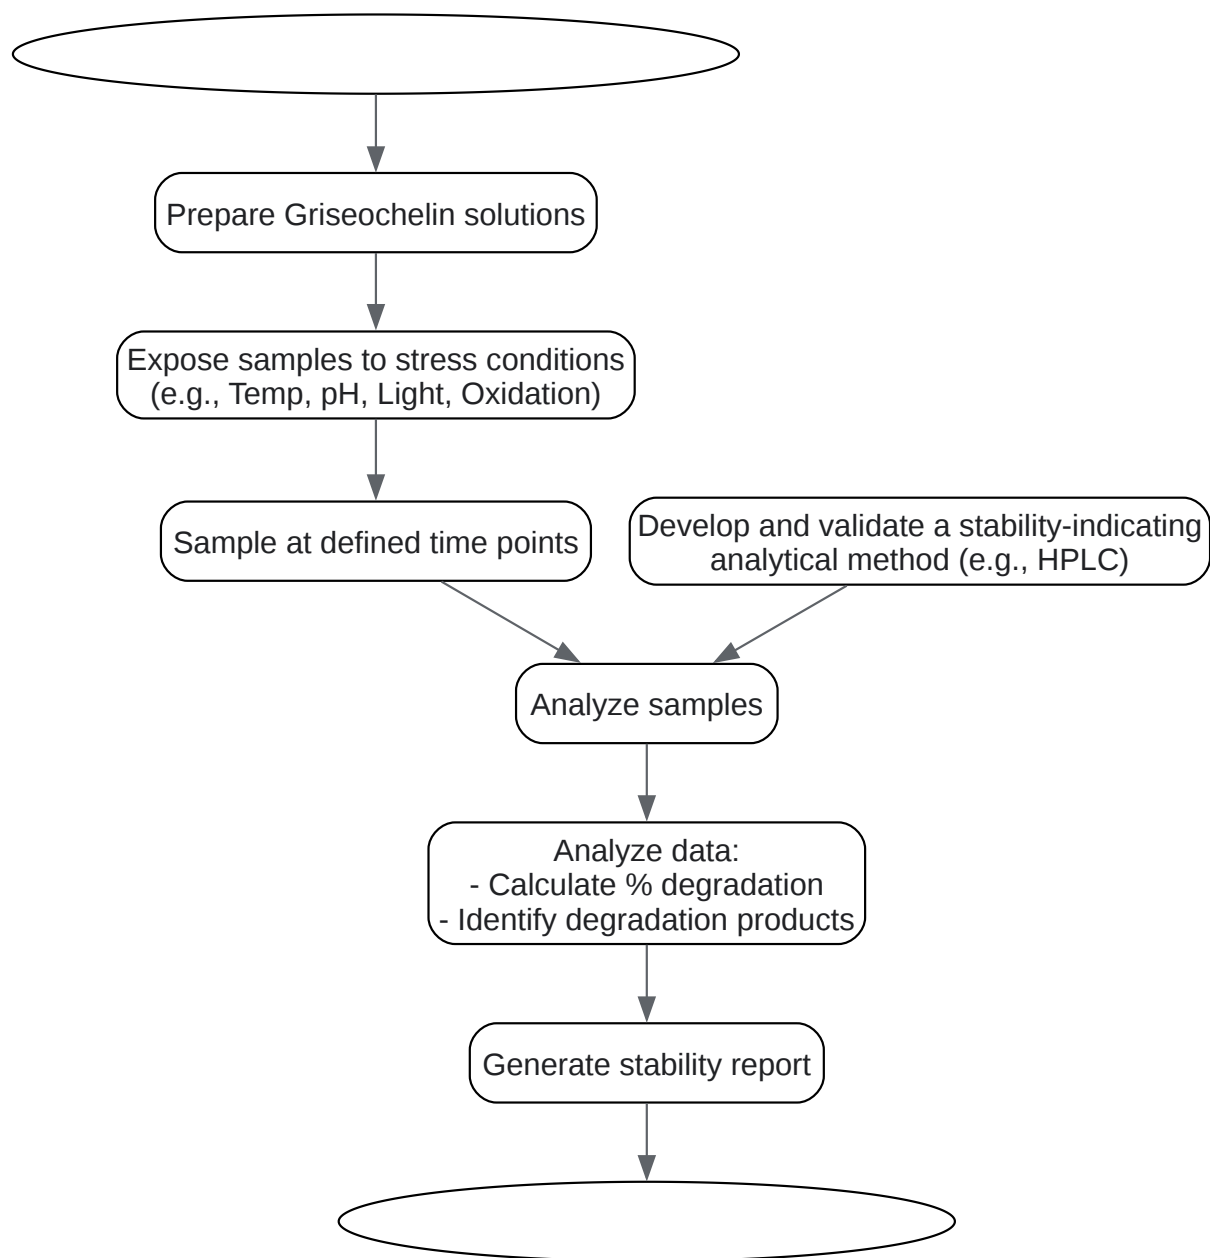 Prepare Griseochelin solutions
Expose samples to stress conditions
(e.g., Temp, pH, Light, Oxidation)
Sample at defined time points
Develop and validate a stability-indicating
analytical method (e.g., HPLC)
Analyze samples
Analyze data:
- Calculate % degradation
- Identify degradation products
Generate stability report